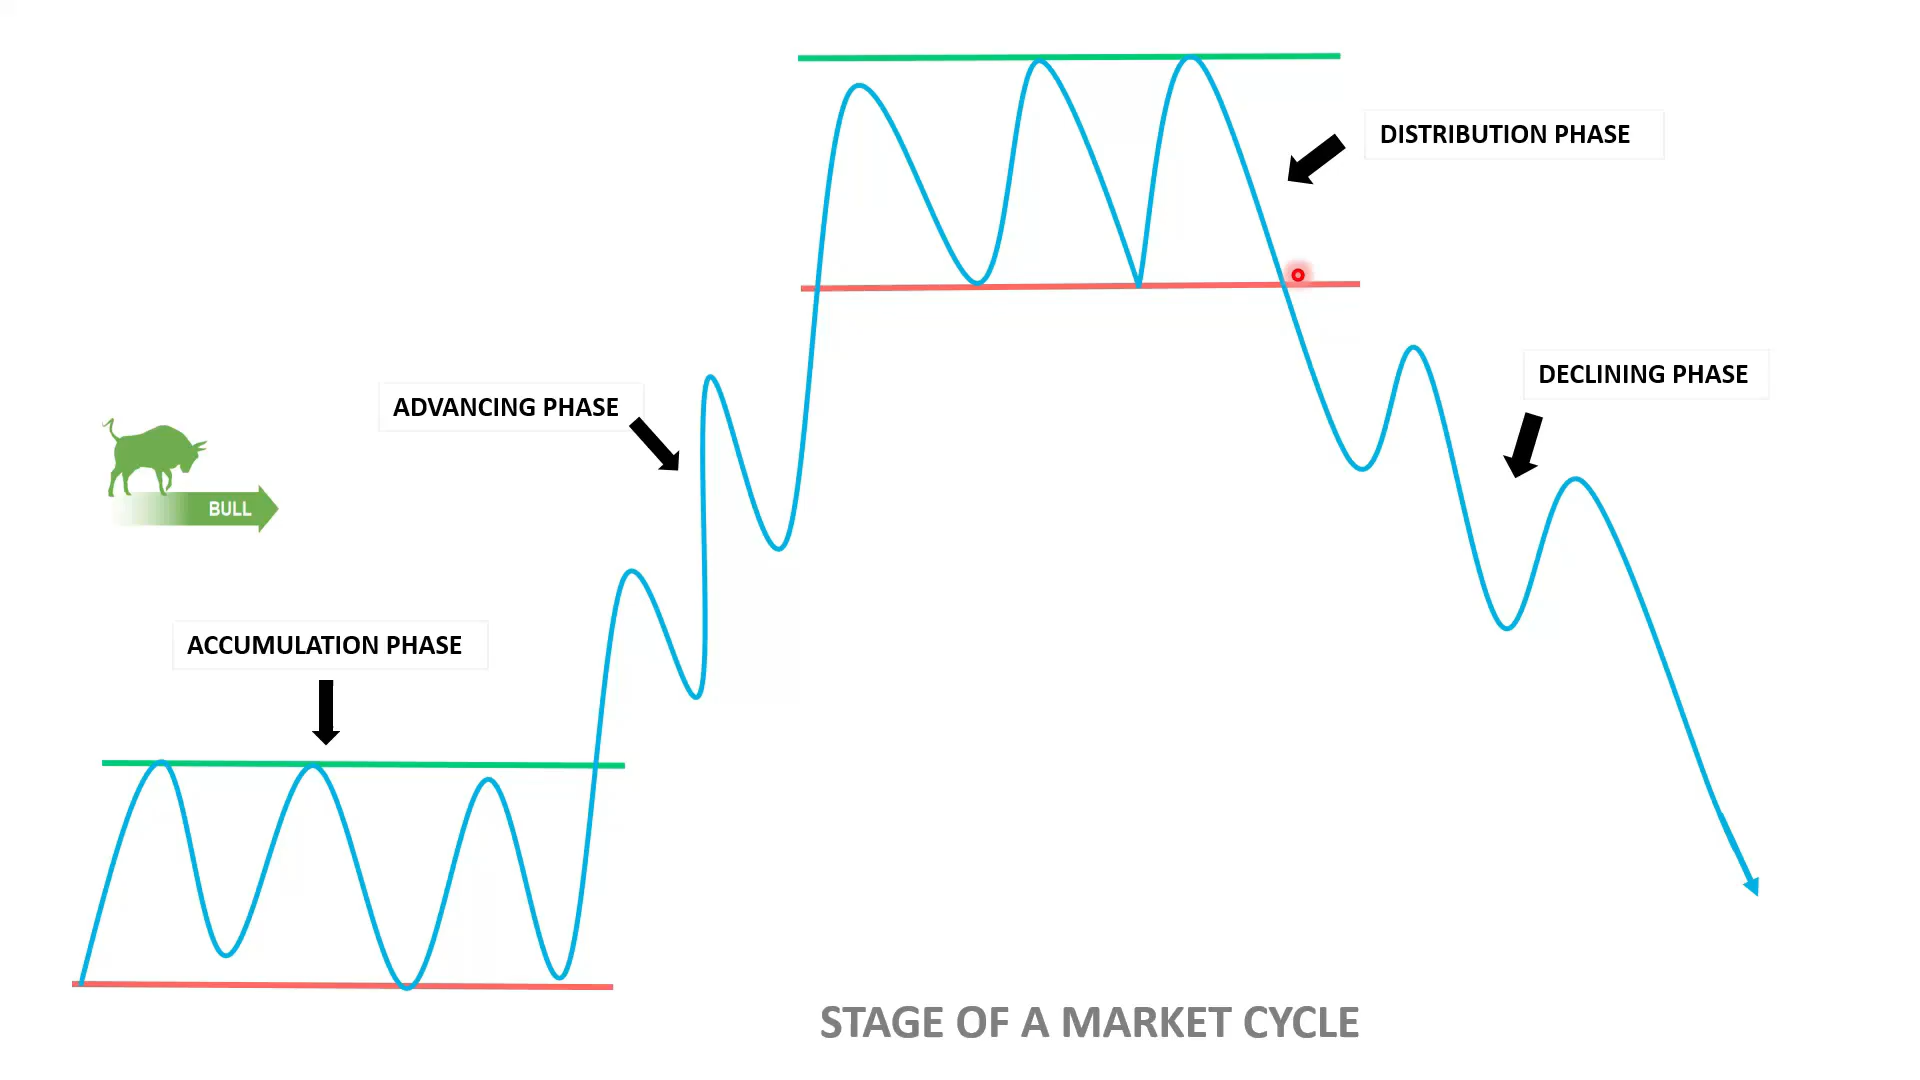 DISTRIBUTION PHASE
DECLINING PHASE
ADVANCING PHASE
BULL
ACCUMULATION PHASE
STAGE OF A MARKET CYCLE